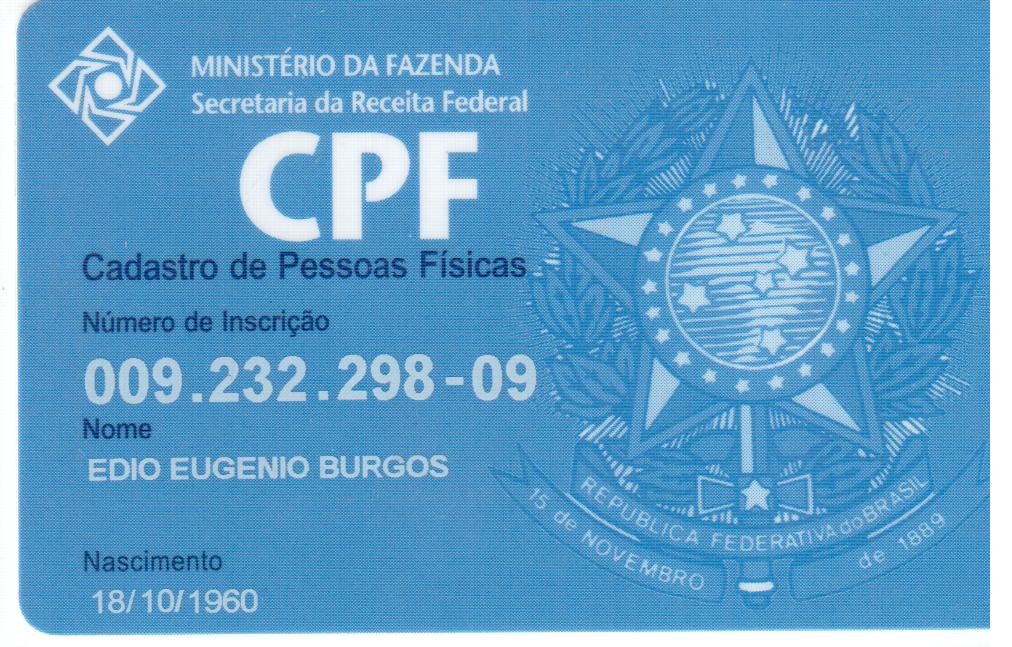 MINISTÉRIO DA FAZENDA
Secretaria da Receita Federal
CPF
Cadastro de Pessoas Físicas
Número de Inscrição
009.232.298-09
Nome
EDIO EUGENIO BURGOS
Nascimento
18/10/1960
REPUBLICA FEDERATIVA do BRASIL
15 de NOVEMBRO
de 1889